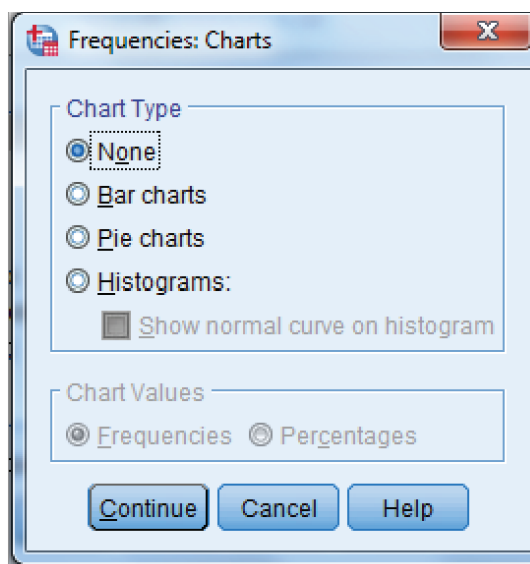 Frequencies: Charts
Chart Type
None
Bar charts
Pie charts
Histograms:
Show normal curve on histogram
Chart Values
Frequencies Percentages
Continue Cancel Help